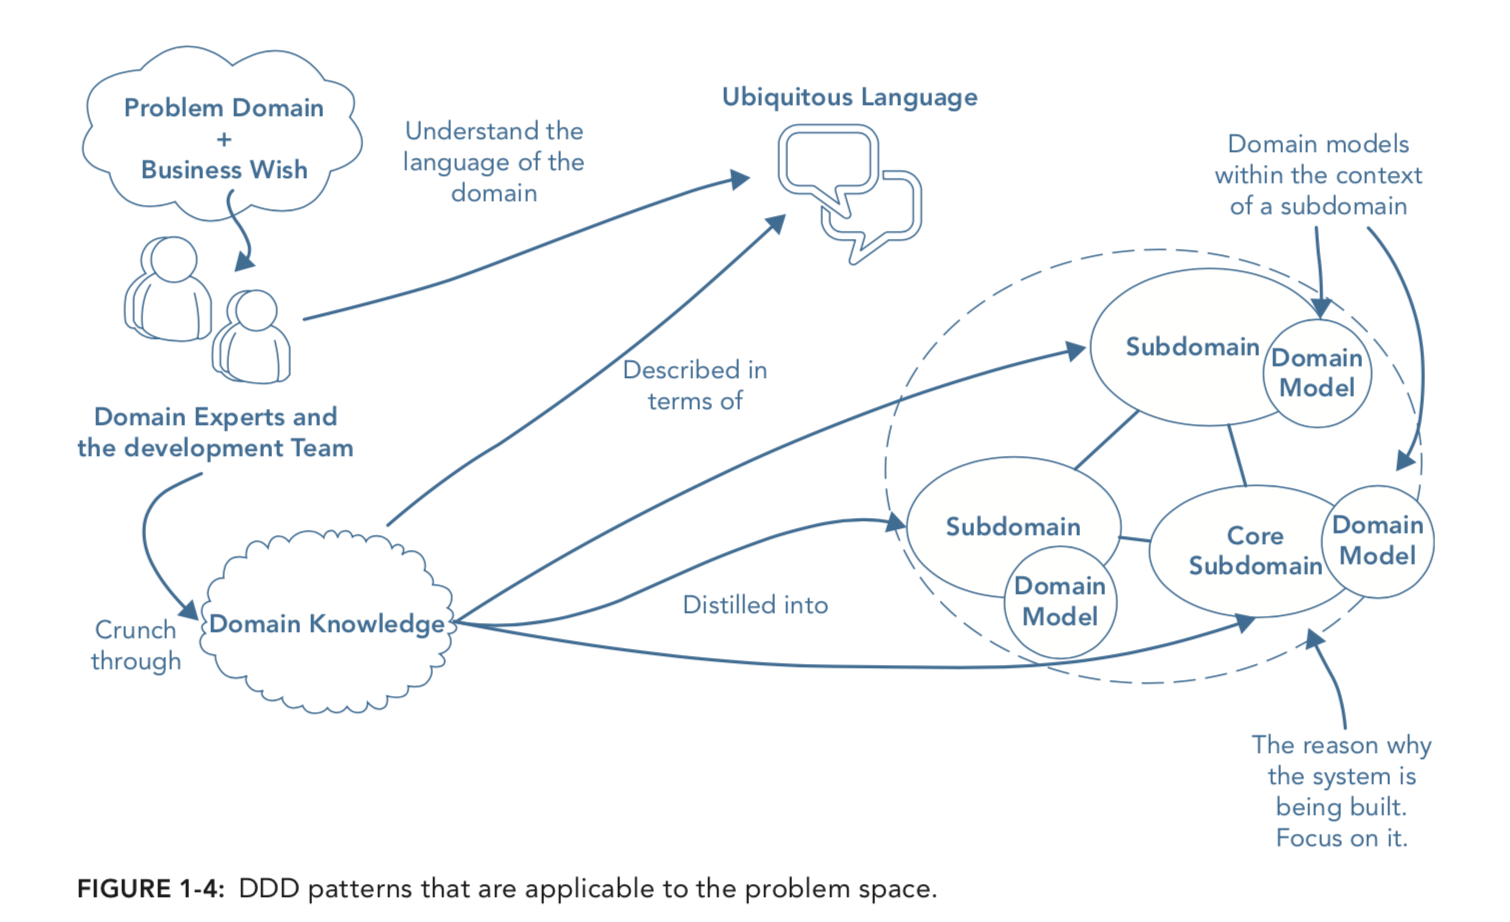 Problem Domain
+
Business Wish
Understand the
language of the
domain
Ubiquitous Language
Domain models
within the context
of a subdomain
Domain Experts and
the development Team
Described in
terms of
Subdomain
Domain
Model
Subdomain
Domain
Model
Core
Subdomain
Domain
Model
Crunch
through
Domain Knowledge
Distilled into
The reason why
the system is
being built.
Focus on it.
FIGURE 1-4: DDD patterns that are applicable to the problem space.